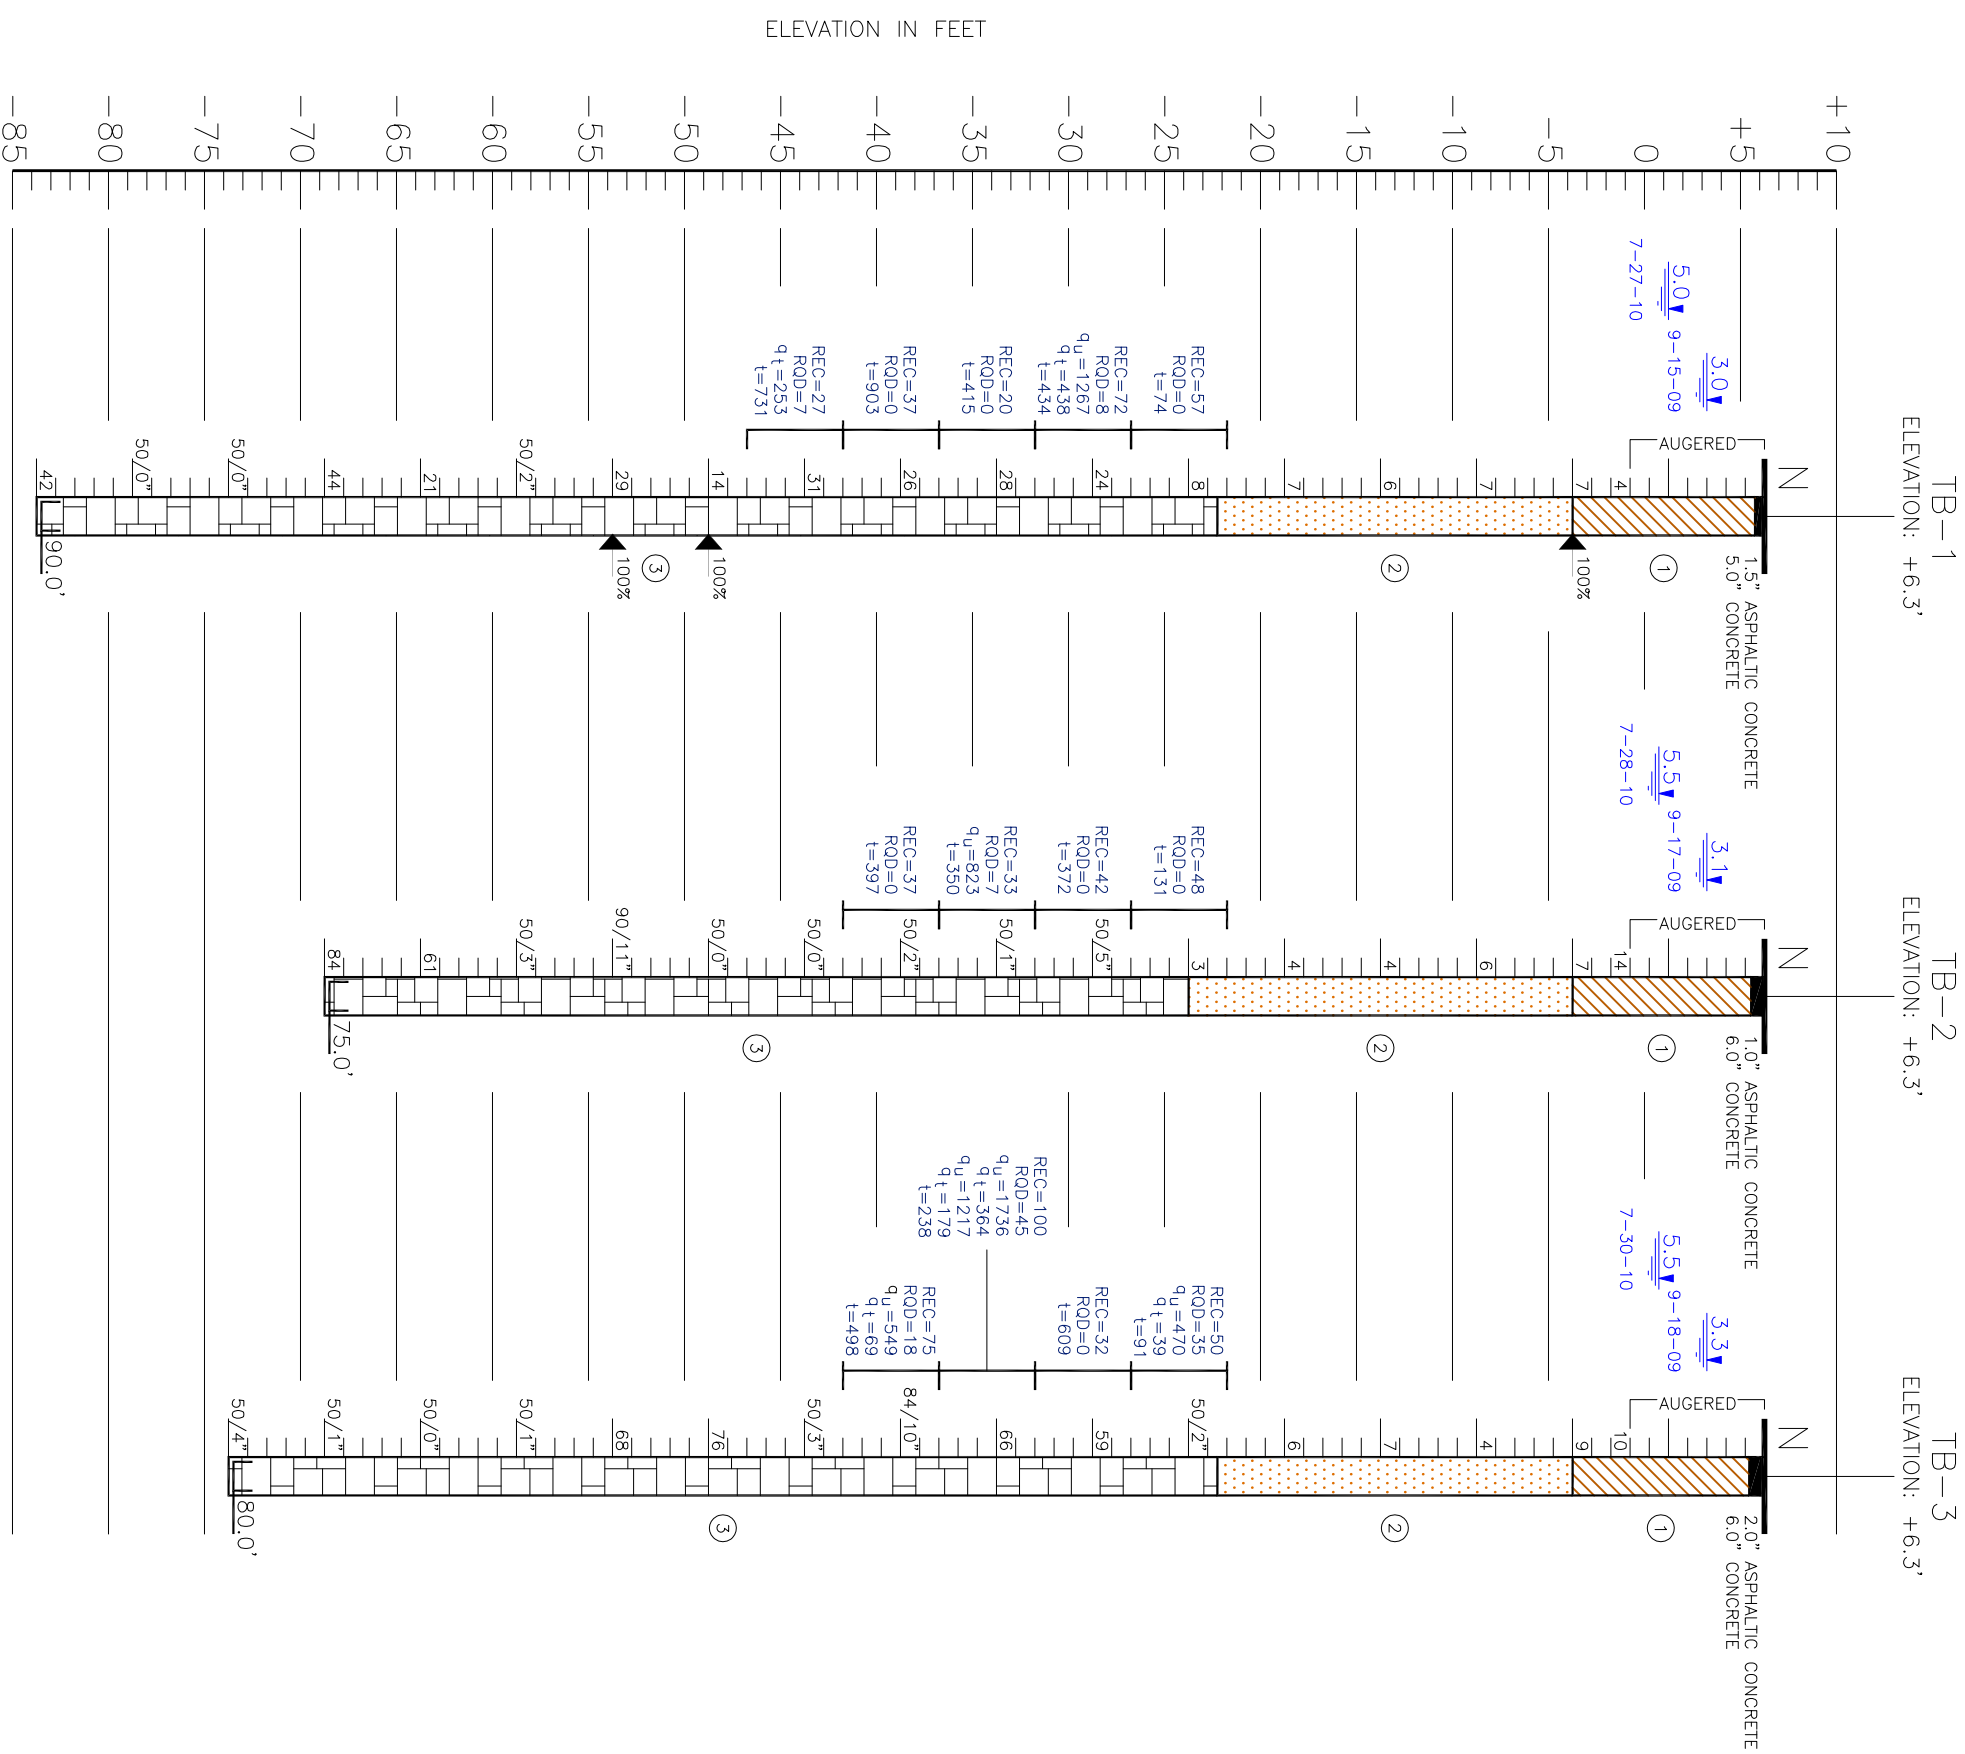 ELEVATION IN FEET
+10
+5
0
-5
-10
-15
-20
-25
-30
-35
-40
-45
-50
-55
-60
-65
-70
-75
-80
-85
TB-1
ELEVATION: +6.3'
N
1.5" ASPHALTIC CONCRETE
5.0" CONCRETE
AUGERED
3.0
9-15-09
5.0
7-27-10
4
7
7
6
7
8
24
28
26
31
14
29
50/2"
21
44
50/0"
50/0"
42
100%
100%
100%
1
2
3
REC=57
RQD=0
t=74
REC=72
RQD=8
qu=1267
qt=438
t=434
REC=20
RQD=0
t=415
REC=37
RQD=0
t=903
REC=27
RQD=7
qt=253
t=731
90.0'
TB-2
ELEVATION: +6.3'
N
1.0" ASPHALTIC CONCRETE
6.0" CONCRETE
AUGERED
3.1
9-17-09
5.5
7-28-10
14
7
6
4
4
3
50/5"
50/1"
50/2"
50/0"
50/0"
90/11"
50/3"
61
84
1
2
3
REC=48
RQD=0
t=131
REC=42
RQD=0
t=372
REC=33
RQD=7
qu=823
t=350
REC=37
RQD=0
t=397
75.0'
TB-3
ELEVATION: +6.3'
N
2.0" ASPHALTIC CONCRETE
6.0" CONCRETE
AUGERED
3.3
9-18-09
5.5
7-30-10
10
9
4
7
6
50/2"
59
66
84/10"
50/3"
76
68
50/1"
50/0"
50/1"
50/4"
1
2
3
REC=50
RQD=35
qu=470
qt=39
t=91
REC=32
RQD=0
t=609
REC=100
RQD=45
qu=1736
qt=364
qu=1217
qt=179
t=238
REC=75
RQD=18
qu=549
qt=69
t=498
80.0'